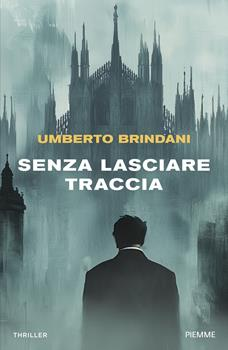 UMBERTO BRINDANI
SENZA LASCIARE
TRACCIA
THRILLER
PIEMME